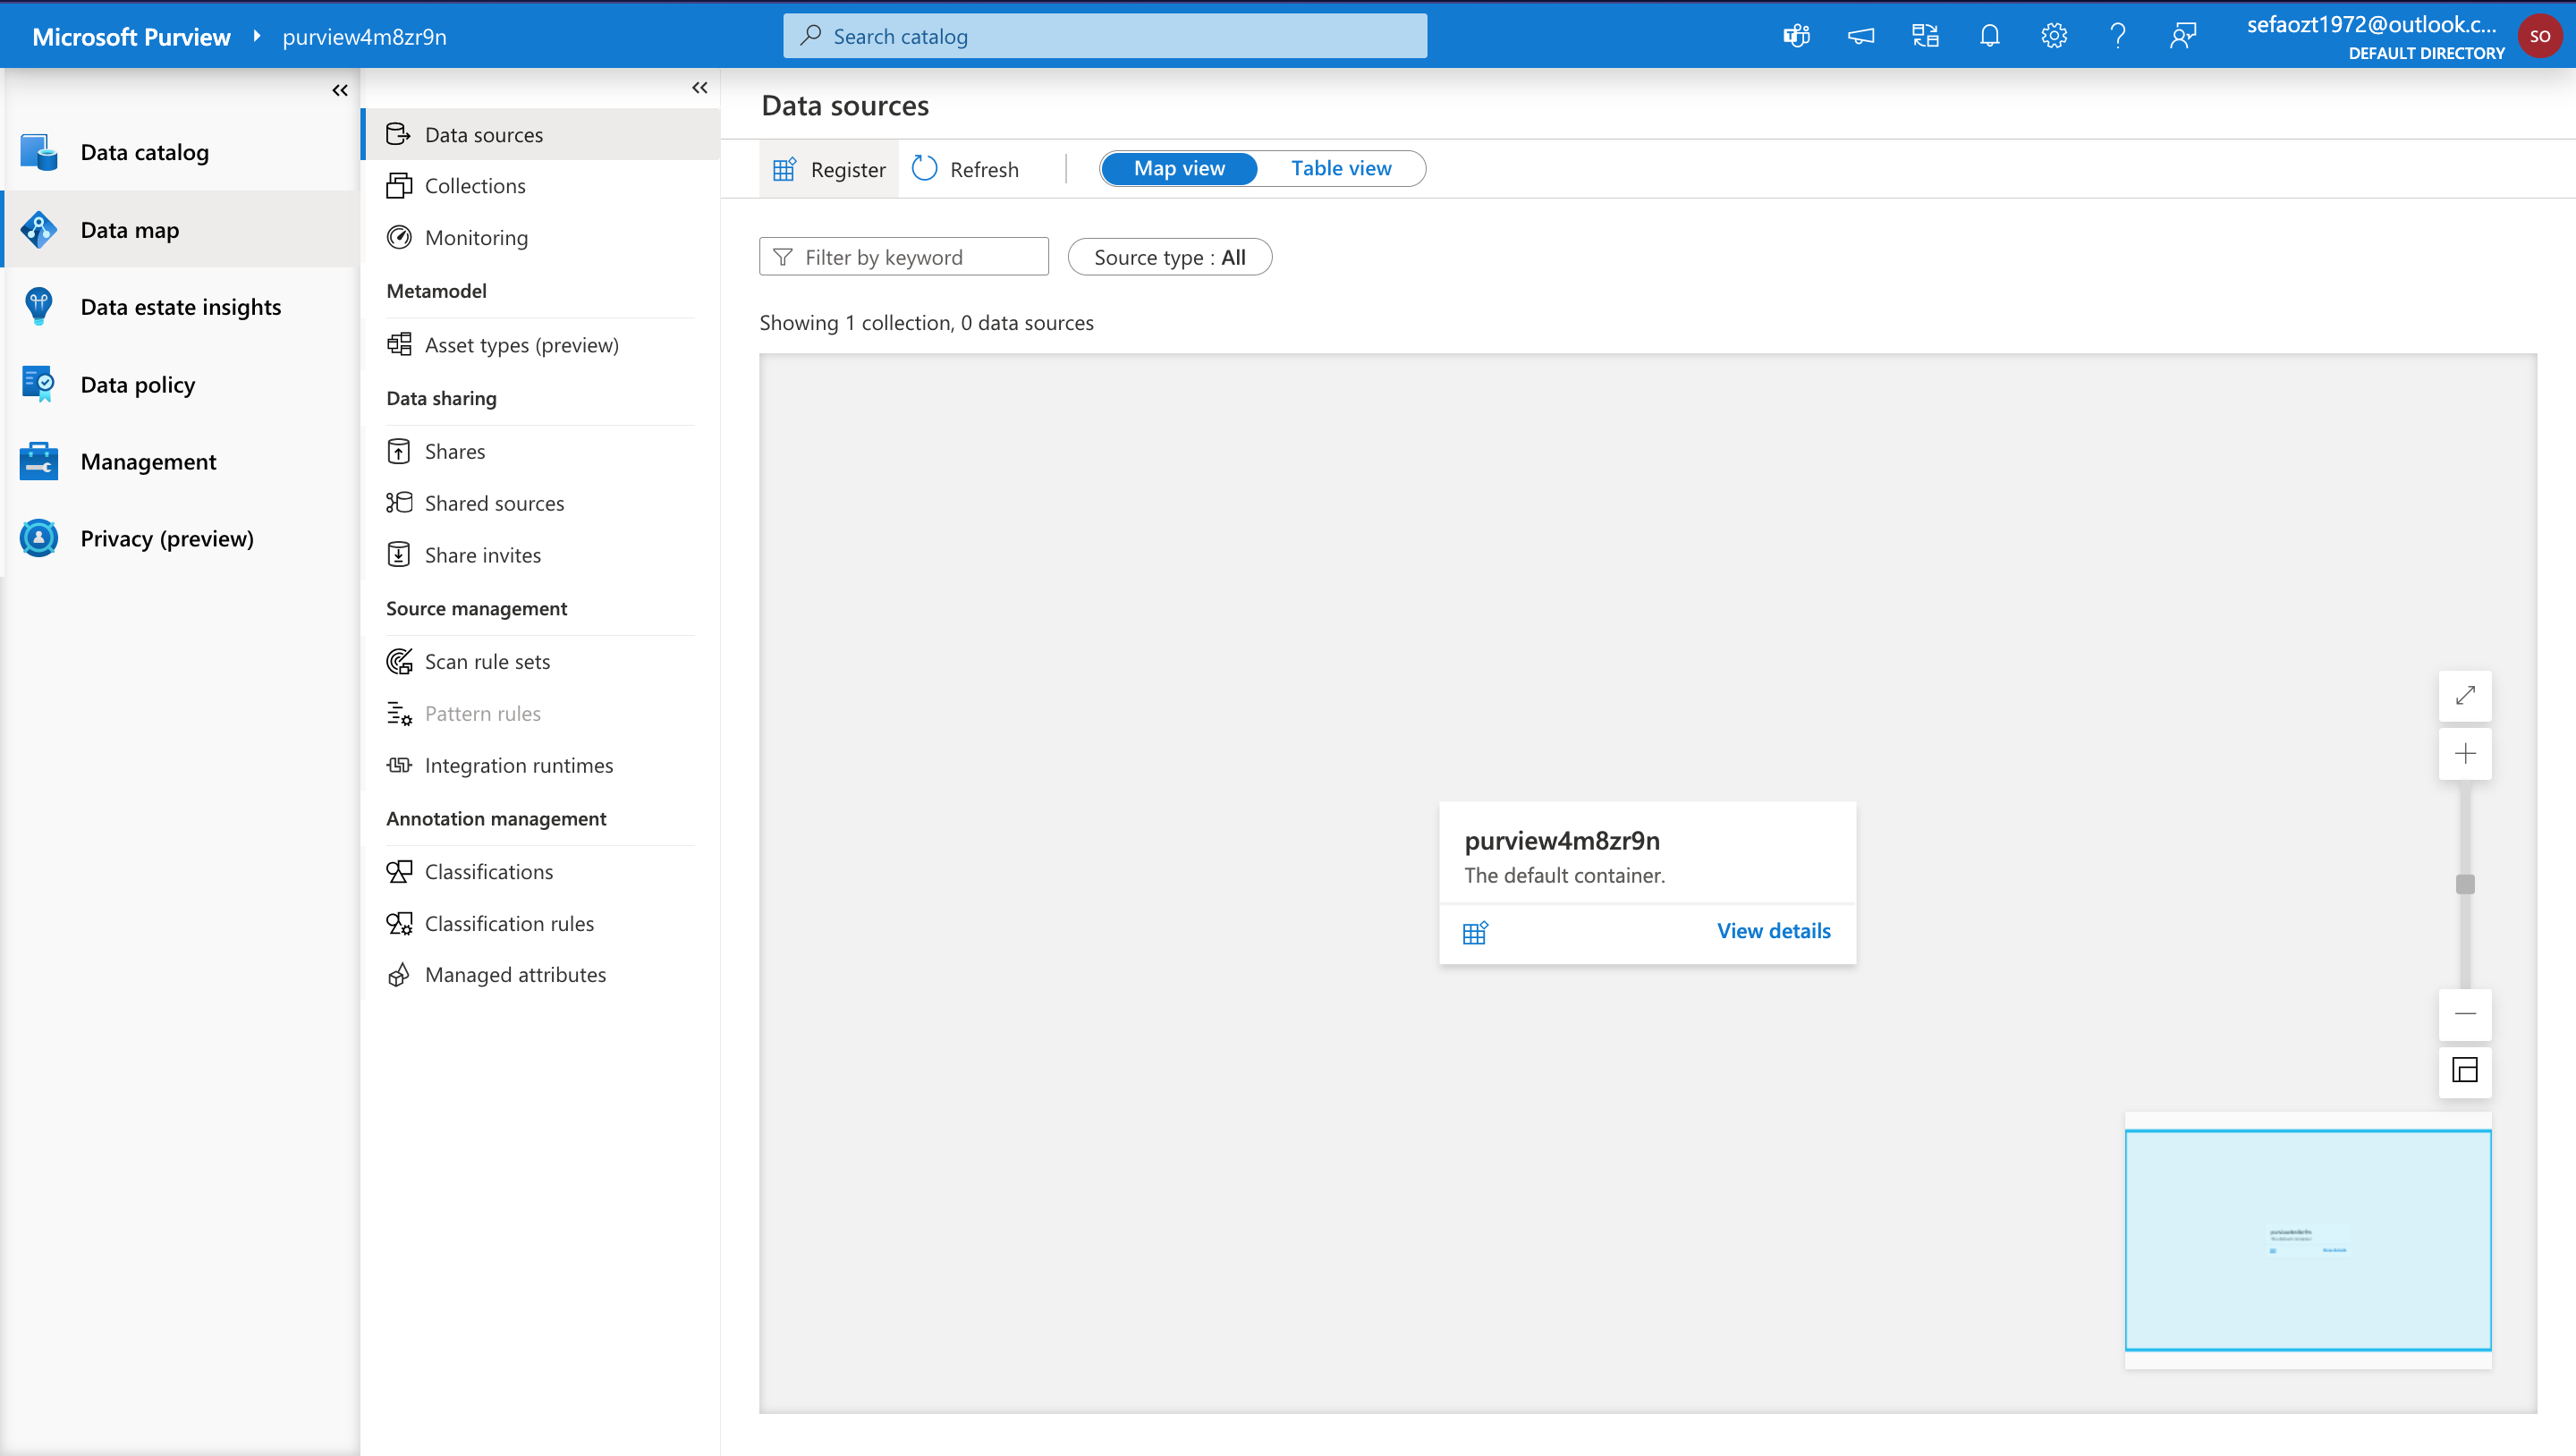 Microsoft Purview
purview4m8zr9n
Search catalog
sefaozt1972@outlook.c...
DEFAULT DIRECTORY
SO
Data catalog
Data map
Data estate insights
Data policy
Management
Privacy (preview)
Data sources
Collections
Monitoring
Metamodel
Asset types (preview)
Data sharing
Shares
Shared sources
Share invites
Source management
Scan rule sets
Pattern rules
Integration runtimes
Annotation management
Classifications
Classification rules
Managed attributes
Data sources
Register
Refresh
Map view
Table view
Filter by keyword
Source type : All
Showing 1 collection, 0 data sources
purview4m8zr9n
The default container.
View details